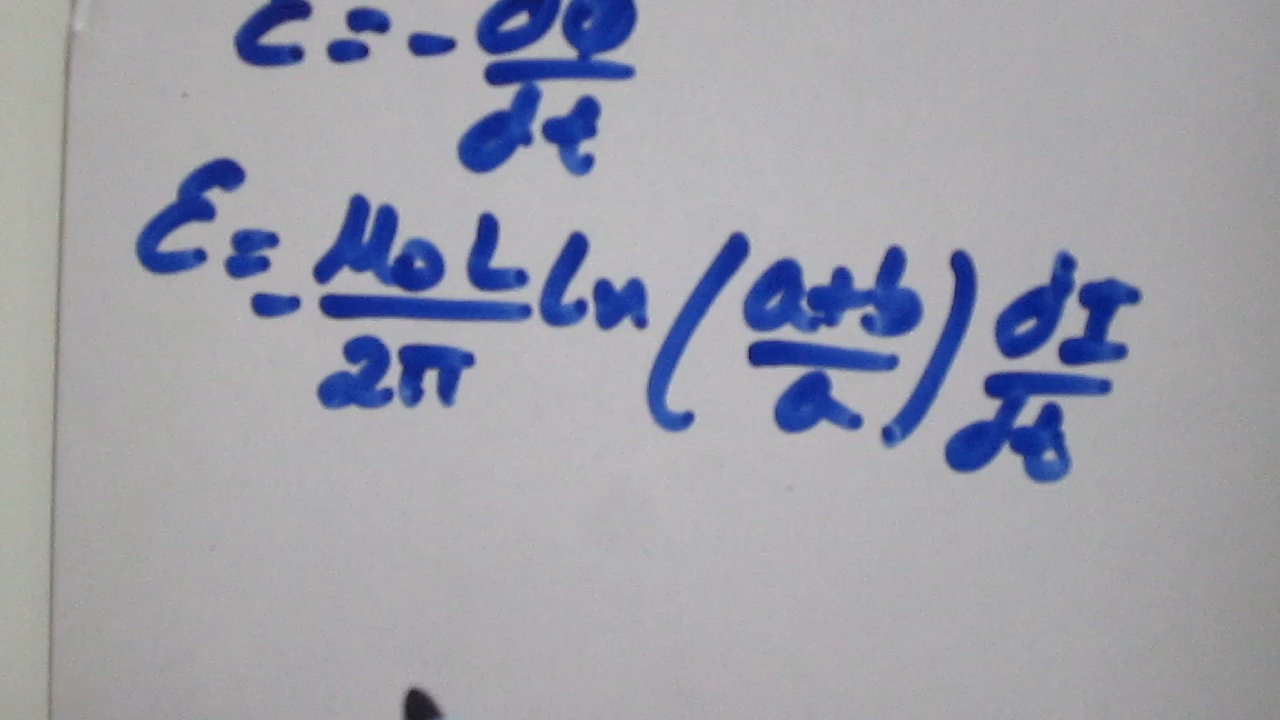 ε = - dΦ/dt
ε = - μ₀L/2π ln((a+b)/a) dI/dt